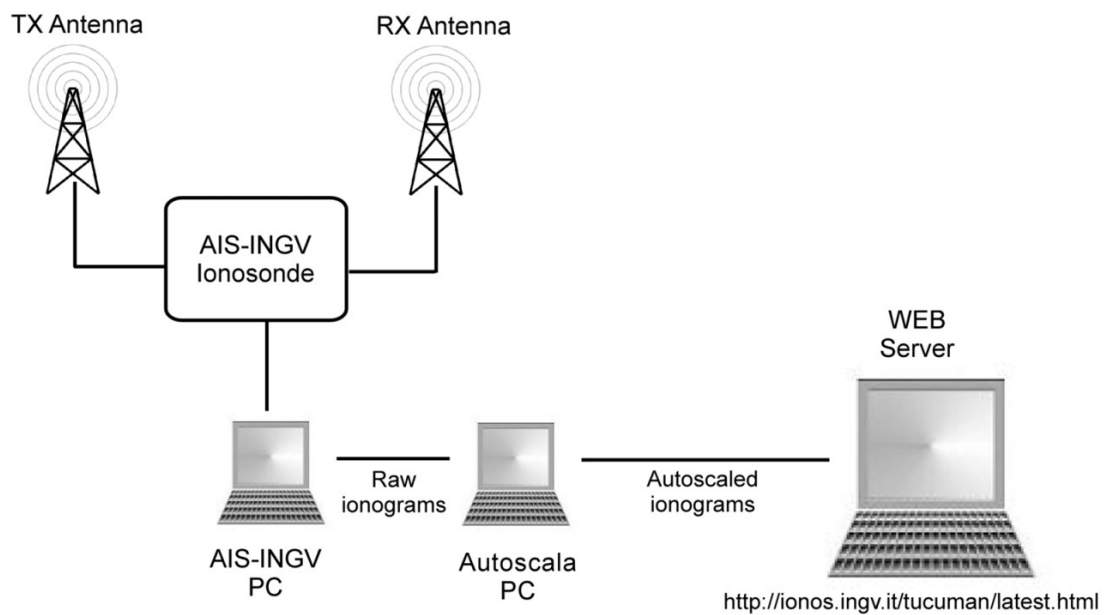 TX Antenna
RX Antenna
AIS-INGV
Ionosonde
WEB
Server
Raw
ionograms
Autoscaled
ionograms
AIS-INGV
PC
Autoscala
PC
http://ionos.ingv.it/tucuman/latest.html